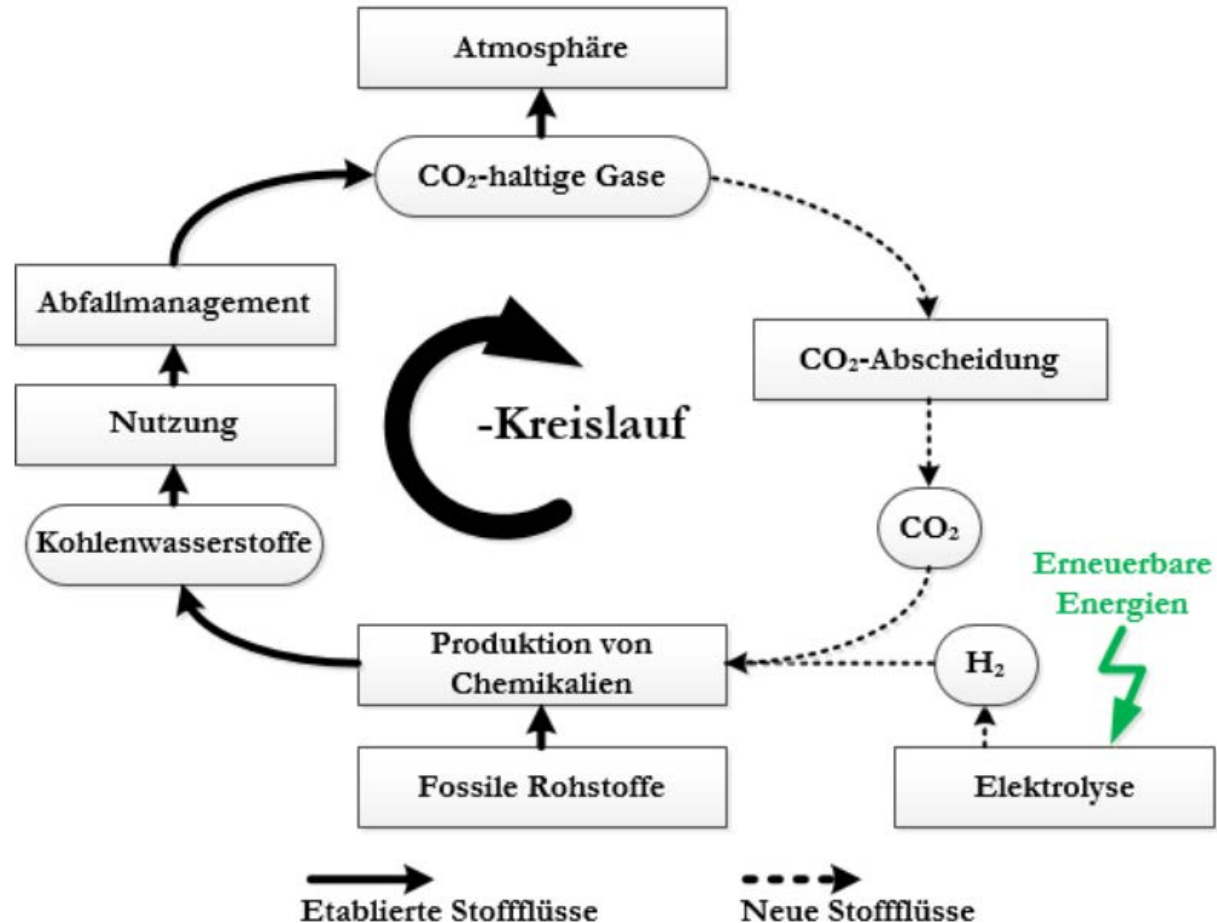 Atmosphäre
CO₂-haltige Gase
Abfallmanagement
CO₂-Abscheidung
Nutzung
-Kreislauf
Kohlenwasserstoffe
CO₂
Erneuerbare
Energien
Produktion von
Chemikalien
H₂
Fossile Rohstoffe
Elektrolyse
Etablierte Stoffflüsse
Neue Stoffflüsse